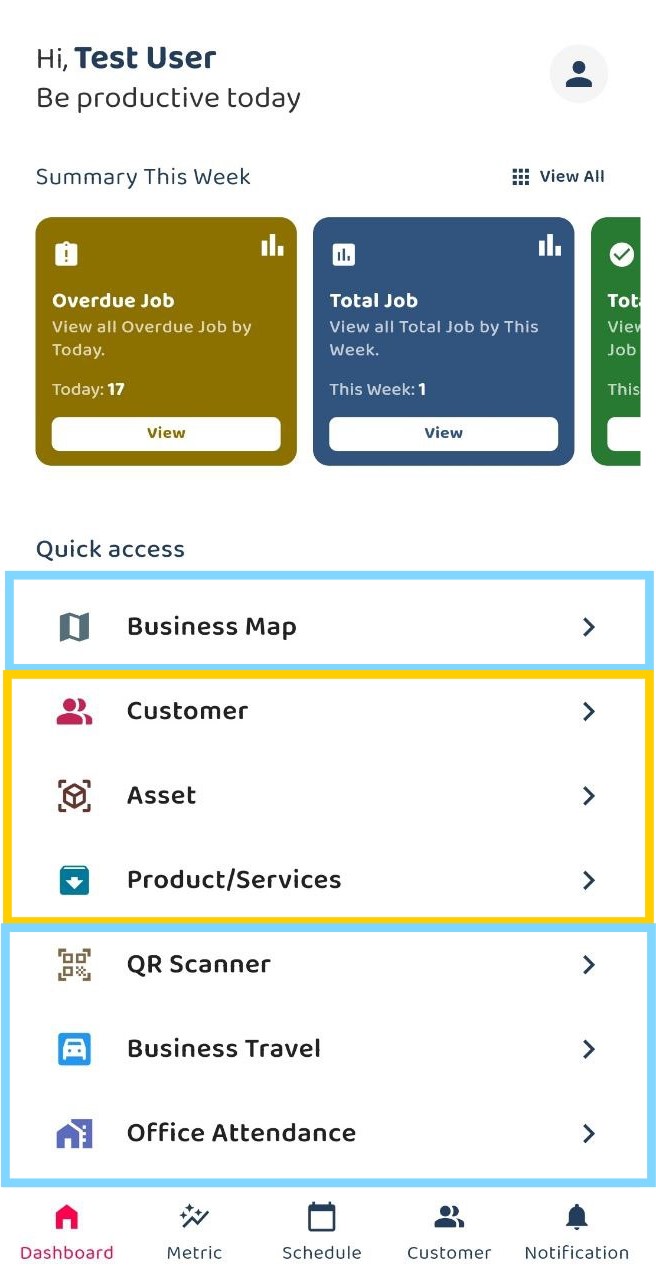 Hi, Test User
Be productive today
Summary This Week
View All
Overdue Job
View all Overdue Job by
Today.
Today: 17
View
Total Job
View all Total Job by This
Week.
This Week: 1
View
Job
This
Quick access
Business Map
Customer
Asset
Product/Services
QR Scanner
Business Travel
Office Attendance
Dashboard
Metric
Schedule
Customer
Notification